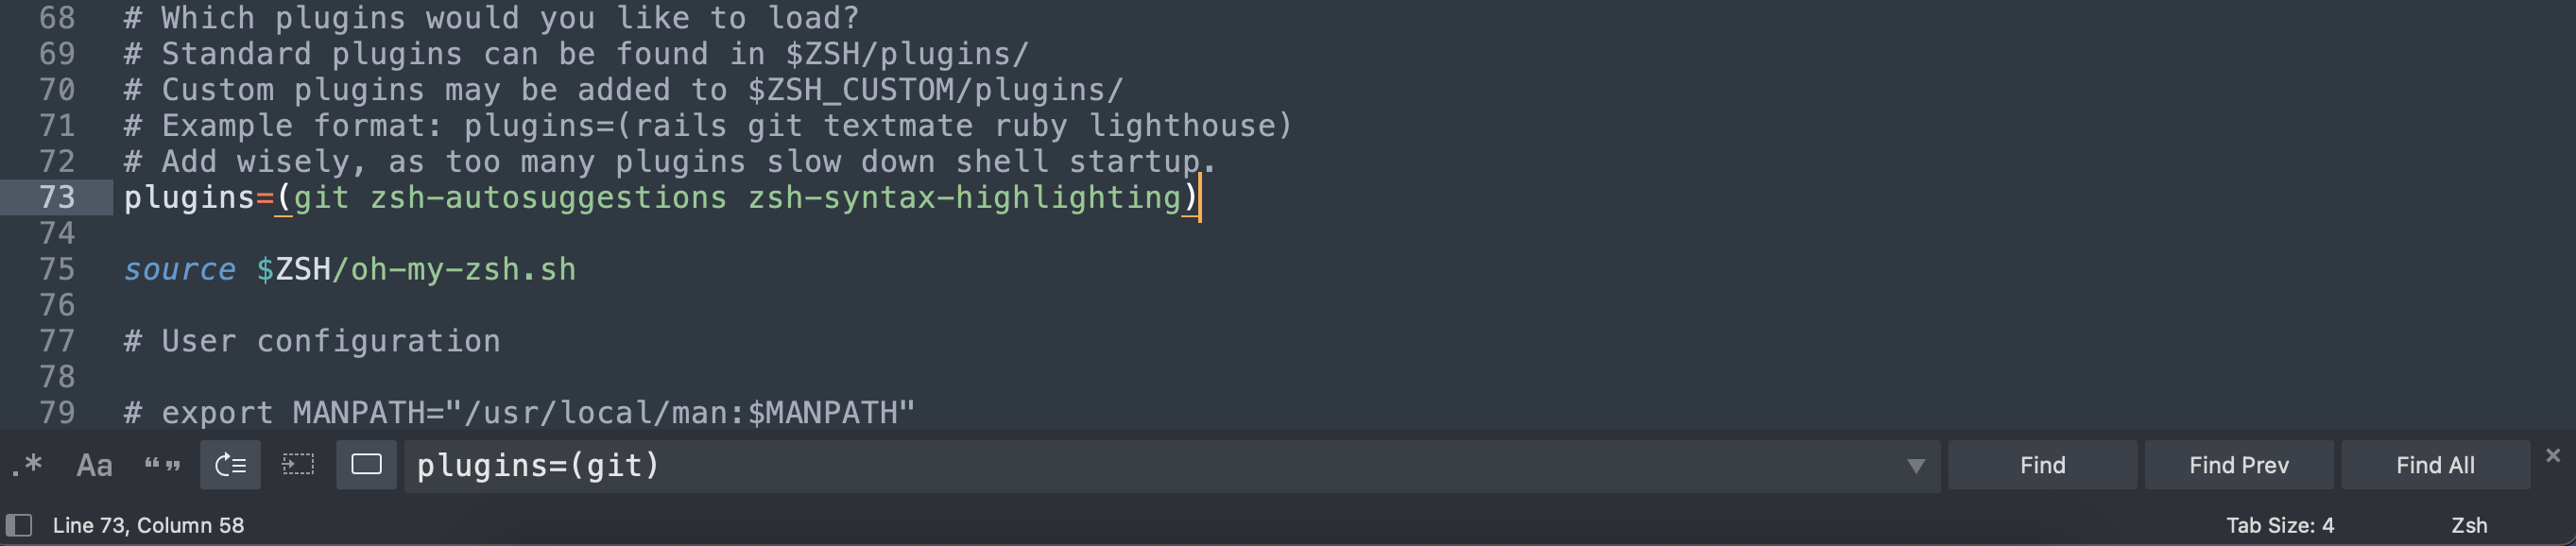 68 # Which plugins would you like to load?
69 # Standard plugins can be found in $ZSH/plugins/
70 # Custom plugins may be added to $ZSH_CUSTOM/plugins/
71 # Example format: plugins=(rails git textmate ruby lighthouse)
72 # Add wisely, as too many plugins slow down shell startup.
73 plugins=(git zsh-autosuggestions zsh-syntax-highlighting)
74
75 source $ZSH/oh-my-zsh.sh
76
77 # User configuration
78
79 # export MANPATH="/usr/local/man:$MANPATH"
.* Aa “” plugins=(git) Find Find Prev Find All ×
Line 73, Column 58 Tab Size: 4 Zsh